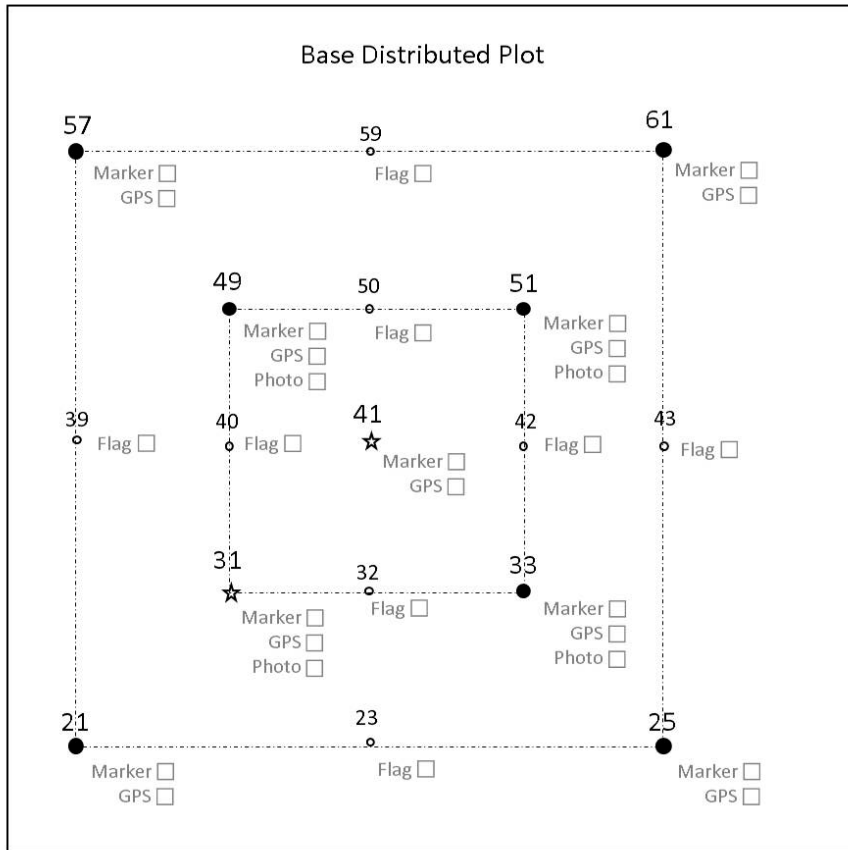 Base Distributed Plot
57
59
61
Marker
GPS
Flag
Marker
GPS
49
50
51
Marker
GPS
Photo
Flag
Marker
GPS
Photo
39
Flag
40
Flag
41
Marker
GPS
42
Flag
43
Flag
31
32
33
Marker
GPS
Photo
Flag
Marker
GPS
Photo
21
23
25
Marker
GPS
Flag
Marker
GPS